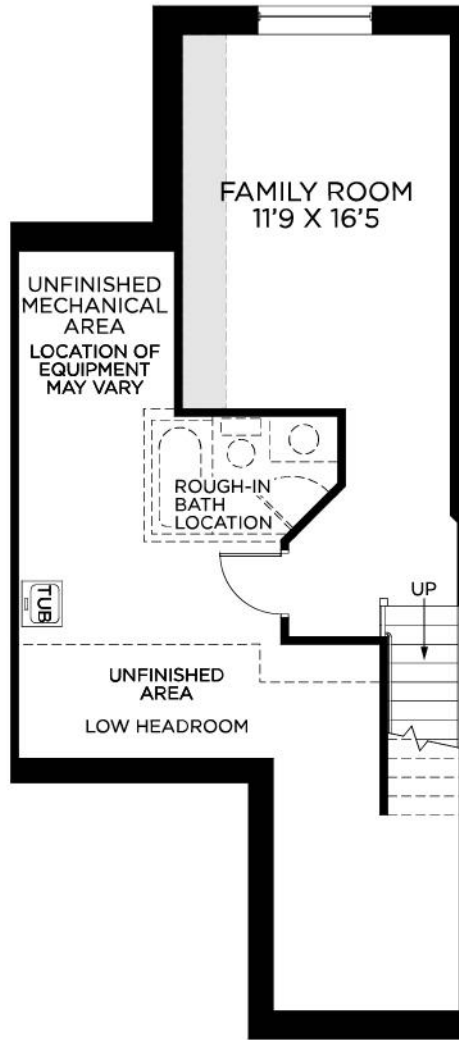 FAMILY ROOM
11'9 X 16'5
UNFINISHED
MECHANICAL
AREA
LOCATION OF
EQUIPMENT
MAY VARY
ROUGH-IN
BATH
LOCATION
TUB
UP
UNFINISHED
AREA
LOW HEADROOM